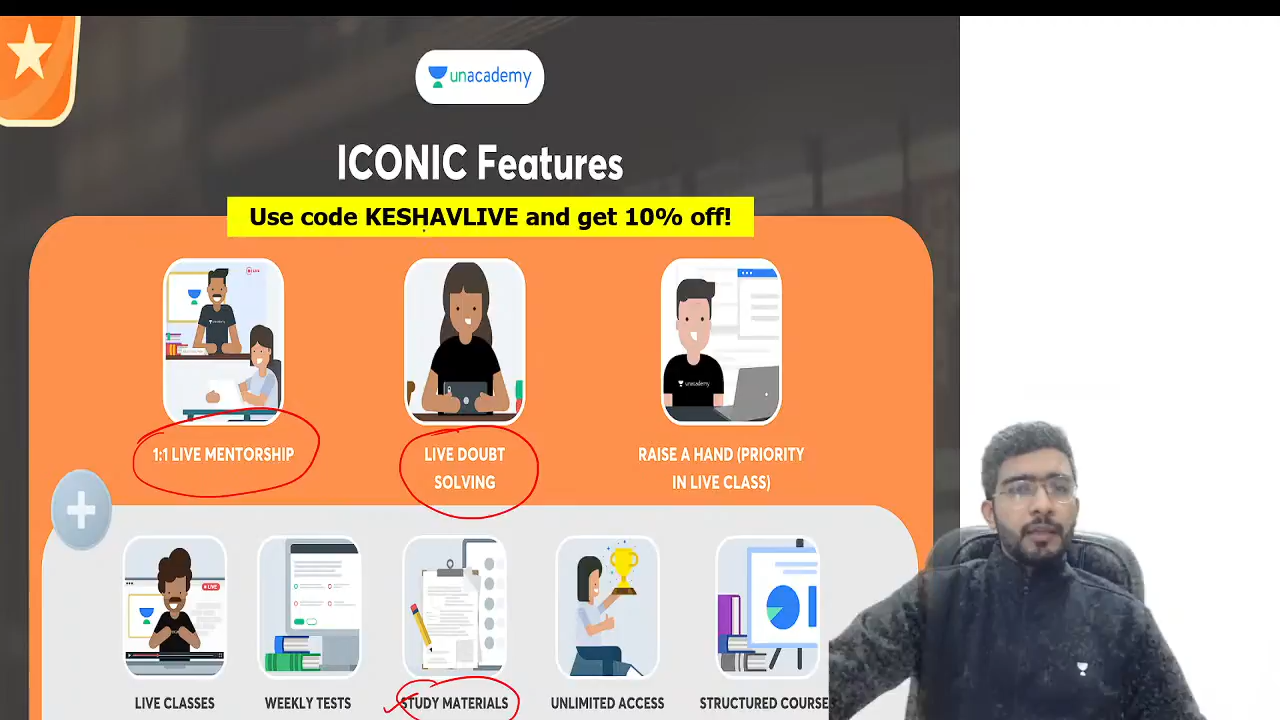 unacademy
ICONIC Features
Use code KESHAVLIVE and get 10% off!
1:1 LIVE MENTORSHIP
LIVE DOUBT
SOLVING
RAISE A HAND (PRIORITY
IN LIVE CLASS)
LIVE CLASSES
WEEKLY TESTS
STUDY MATERIALS
UNLIMITED ACCESS
STRUCTURED COURSE